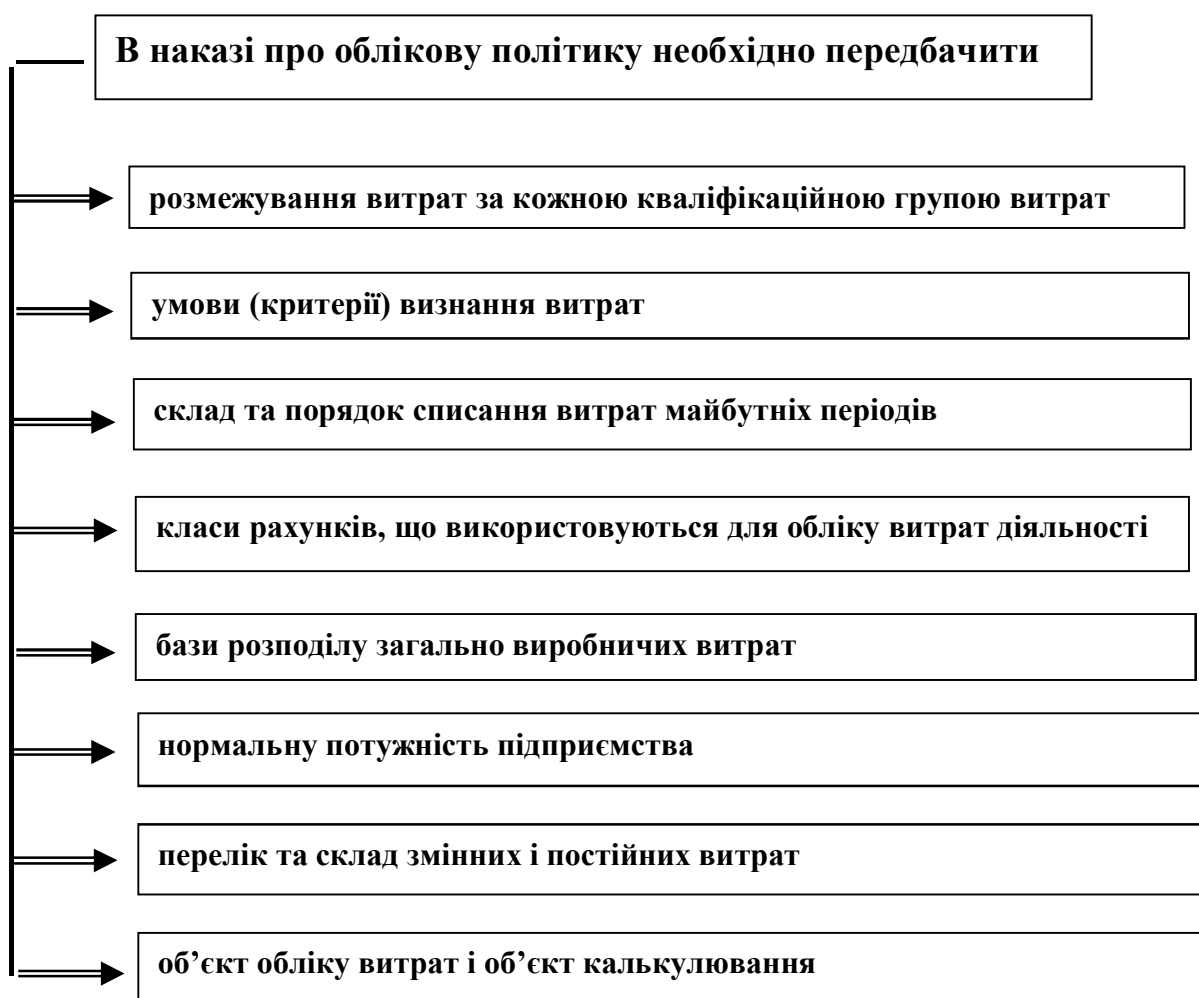 В наказі про облікову політику необхідно передбачити
розмежування витрат за кожною кваліфікаційною групою витрат
умови (критерії) визнання витрат
склад та порядок списання витрат майбутніх періодів
класи рахунків, що використовуються для обліку витрат діяльності
бази розподілу загально виробничих витрат
нормальну потужність підприємства
перелік та склад змінних і постійних витрат
об’єкт обліку витрат і об’єкт калькулювання